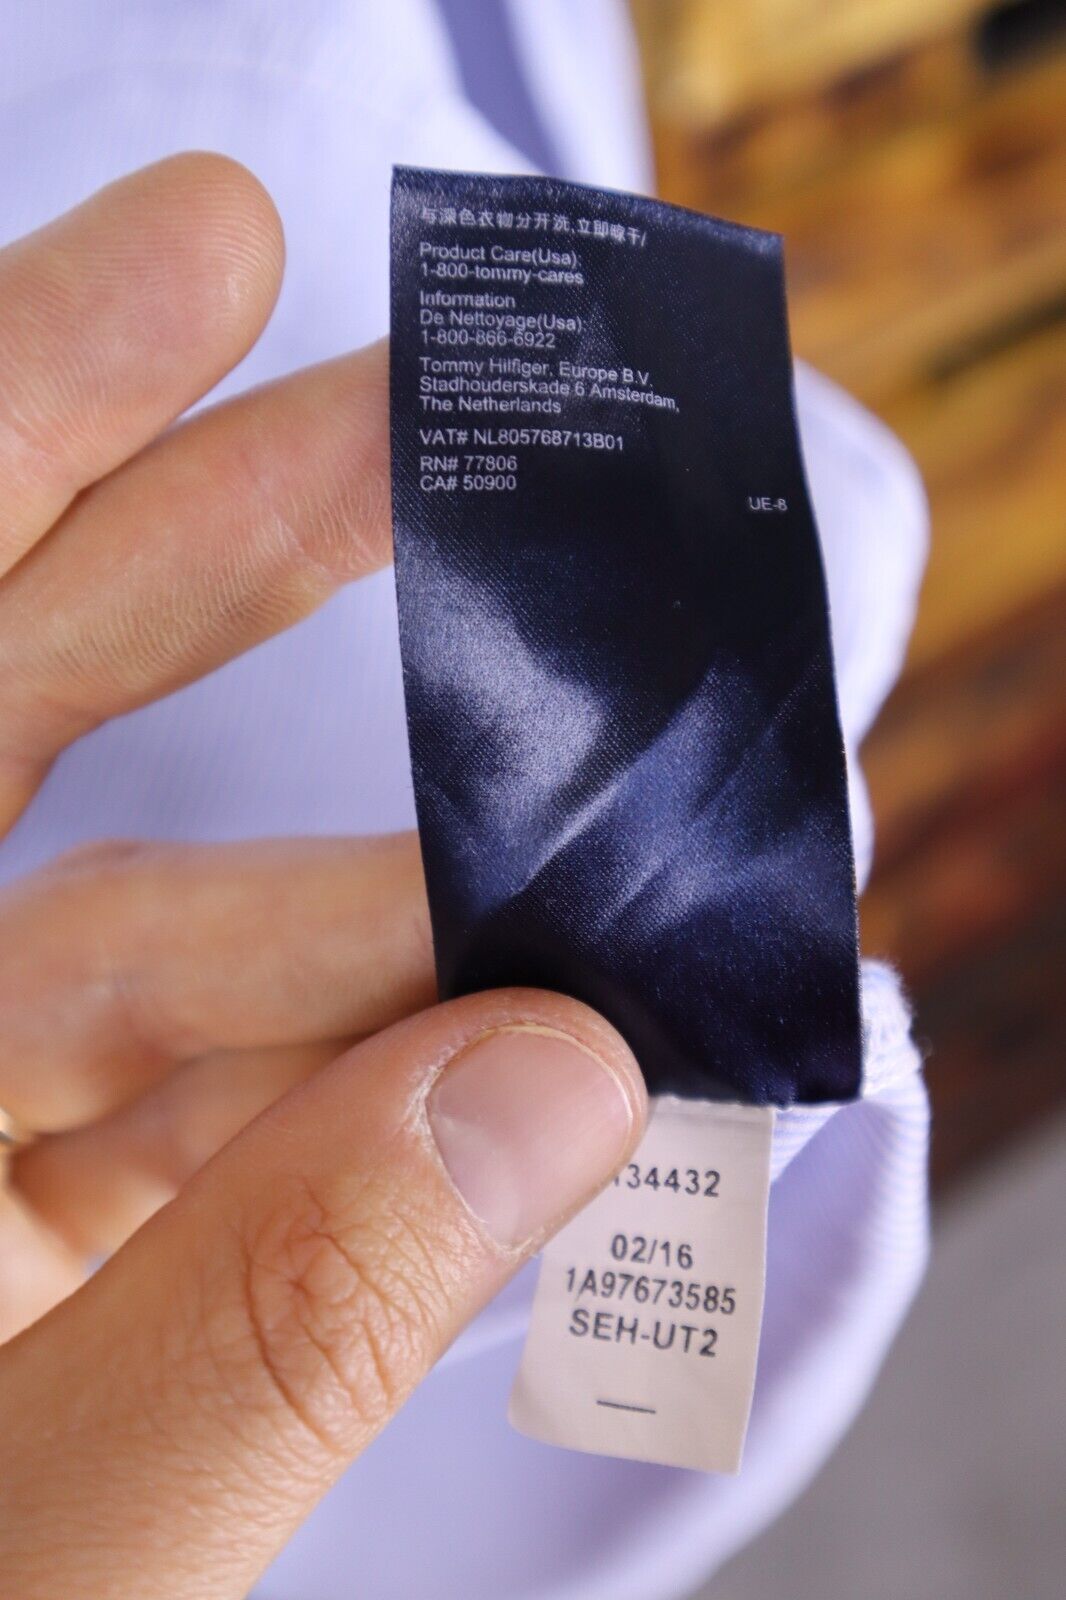 与深色衣物分开洗,立即晾干/
Product Care(Usa):
1-800-tommy-cares
Information
De Nettoyage(Usa):
1-800-866-6922
Tommy Hilfiger, Europe B.V.
Stadhouderskade 6 Amsterdam,
The Netherlands
VAT# NL805768713B01
RN# 77806
CA# 50900
UE-8
34432
02/16
1A97673585
SEH-UT2